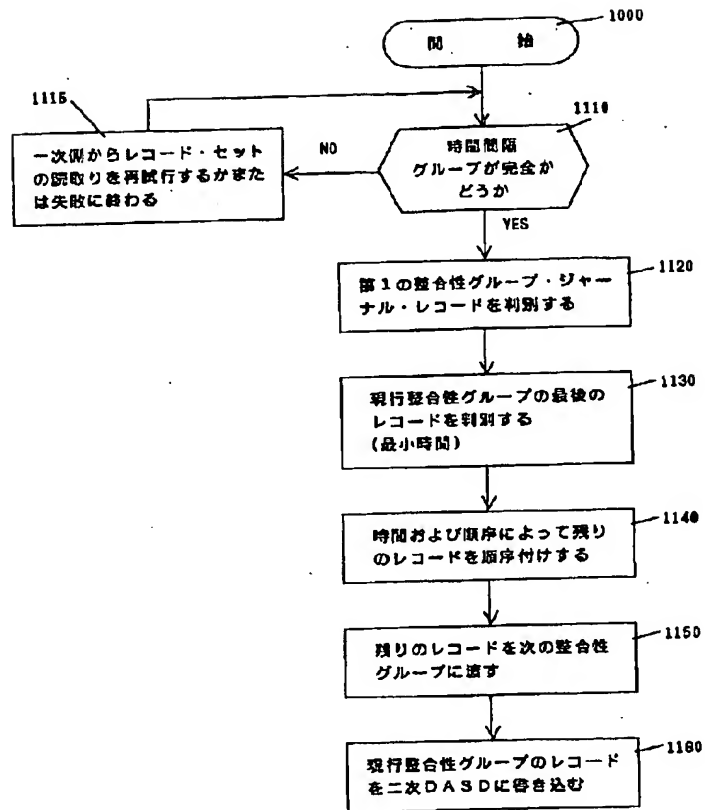 1000
開 始
1115
1110
一次側からレコード・セット
の読取りを再試行するかまた
は失敗に終わる
NO
時間間隔
グループが完全か
どうか
YES
1120
第1の整合性グループ・ジャー
ナル・レコードを判別する
1130
現行整合性グループの最後の
レコードを判別する
(最小時間)
1140
時間および順序によって残り
のレコードを順序付けする
1150
残りのレコードを次の整合性
グループに渡す
1160
現行整合性グループのレコード
を二次DASDに書き込む